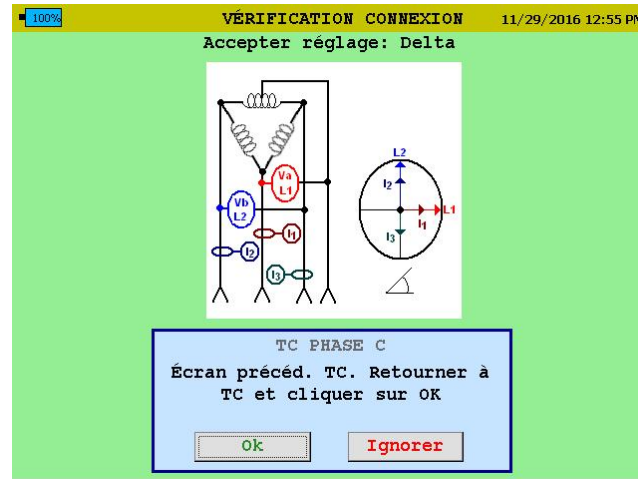 100%
VÉRIFICATION CONNEXION
11/29/2016 12:55 PM
Accepter réglage: Delta
Va
L1
Vb
L2
I1
I2
I3
L2
I2
L1
I1
I3
TC PHASE C
Écran précéd. TC. Retourner à
TC et cliquer sur OK
Ok
Ignorer